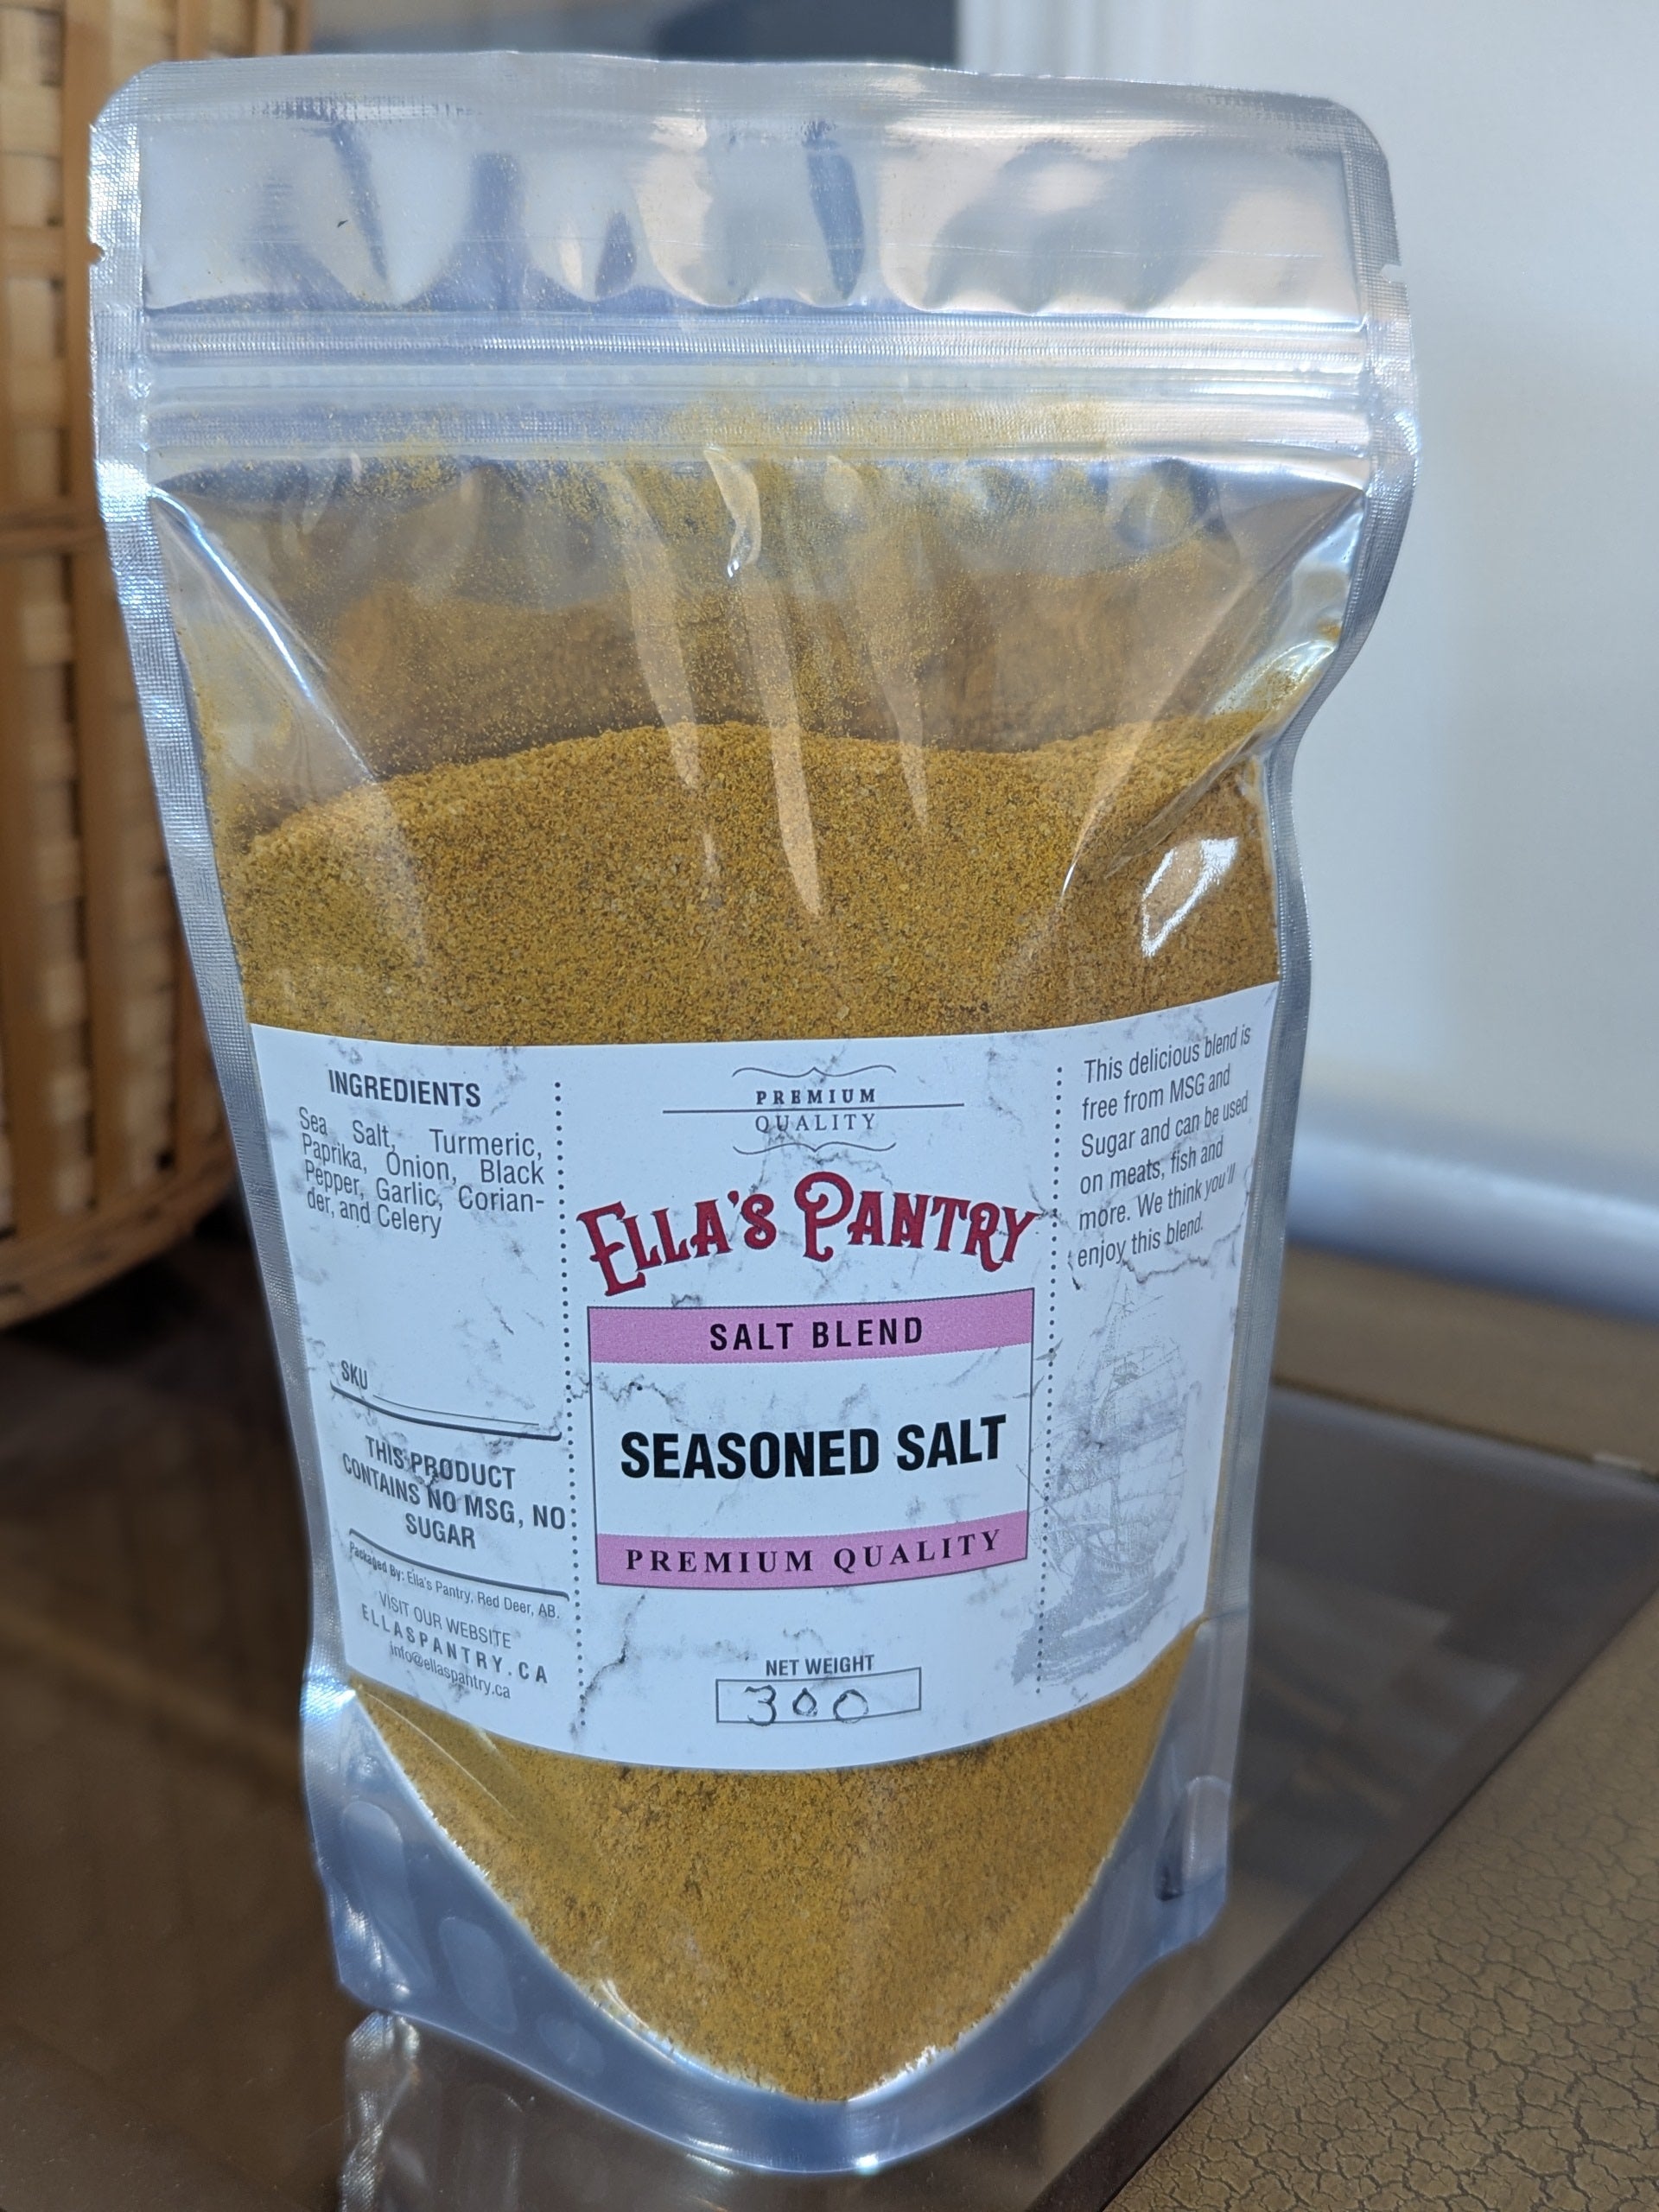 INGREDIENTS
Sea Salt, Turmeric,
Paprika, Onion, Black
Pepper, Garlic, Corian-
der, and Celery
SKU
THIS PRODUCT
CONTAINS NO MSG, NO
SUGAR
Packaged By: Ella's Pantry, Red Deer, AB.
VISIT OUR WEBSITE
ELLASPANTRY.CA
info@ellaspantry.ca
PREMIUM
QUALITY
ELLA'S PANTRY
SALT BLEND
SEASONED SALT
PREMIUM QUALITY
NET WEIGHT
300
This delicious blend is
free from MSG and
Sugar and can be used
on meats, fish and
more. We think you'll
enjoy this blend.